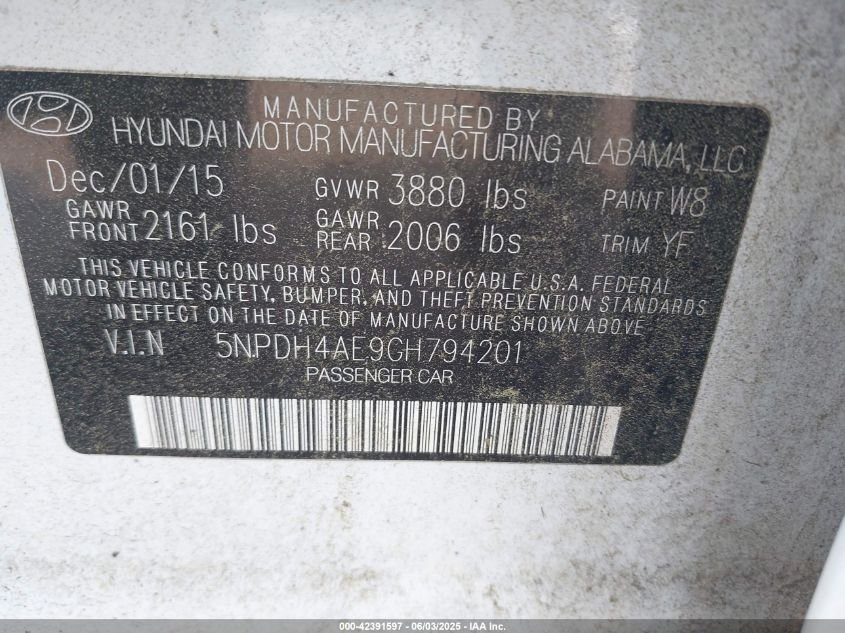 MANUFACTURED BY
HYUNDAI MOTOR MANUFACTURING ALABAMA, LLC
Dec/01/15 GVWR 3880 lbs PAINT W8
GAWR FRONT 2161 lbs GAWR REAR 2006 lbs TRIM YF
THIS VEHICLE CONFORMS TO ALL APPLICABLE U.S.A. FEDERAL
MOTOR VEHICLE SAFETY, BUMPER, AND THEFT PREVENTION STANDARDS
IN EFFECT ON THE DATE OF MANUFACTURE SHOWN ABOVE
V.I.N 5NPDH4AE9GH794201
PASSENGER CAR
000-42391597 - 06/03/2025 - IAA Inc.